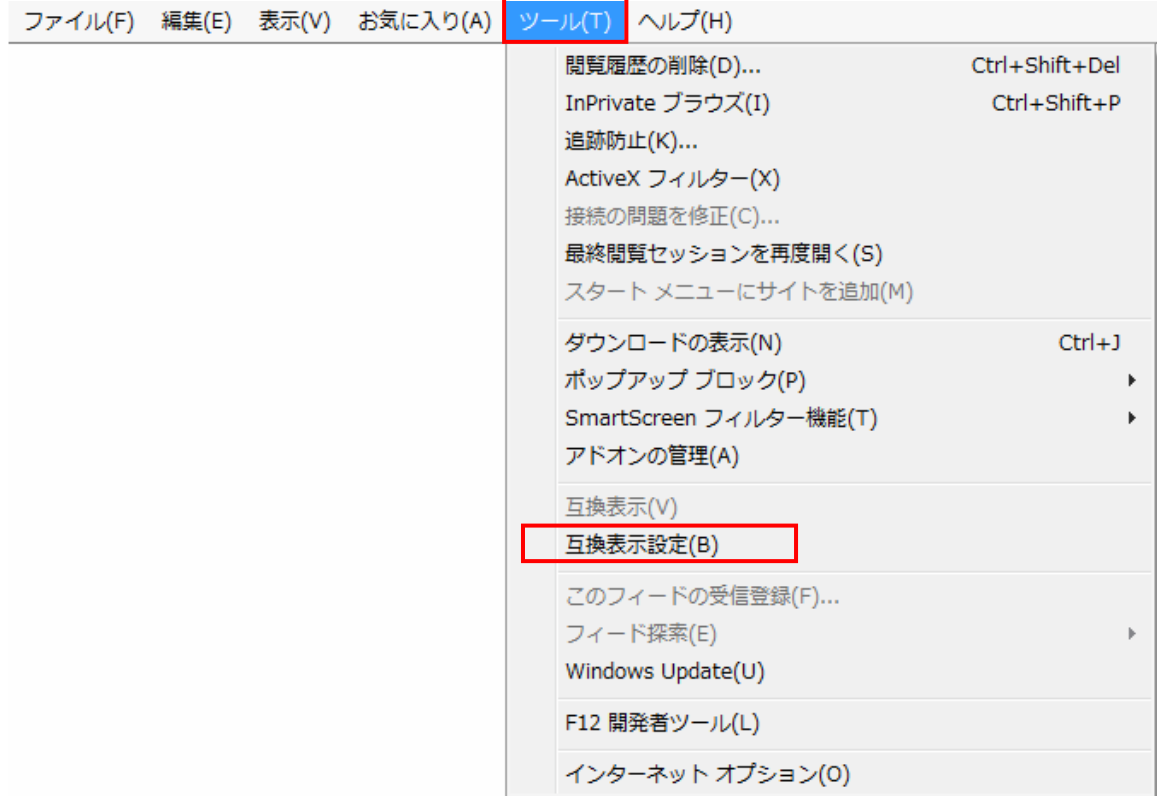 ファイル(F) 編集(E) 表示(V) お気に入り(A) ツール(T) ヘルプ(H)
閲覧履歴の削除(D)... Ctrl+Shift+Del
InPrivate ブラウズ(I) Ctrl+Shift+P
追跡防止(K)...
ActiveX フィルター(X)
接続の問題を修正(C)...
最終閲覧セッションを再度開く(S)
スタート メニューにサイトを追加(M)
ダウンロードの表示(N) Ctrl+J
ポップアップ ブロック(P)
SmartScreen フィルター機能(T)
アドオンの管理(A)
互換表示(V)
互換表示設定(B)
このフィードの受信登録(F)...
フィード探索(E)
Windows Update(U)
F12 開発者ツール(L)
インターネット オプション(O)